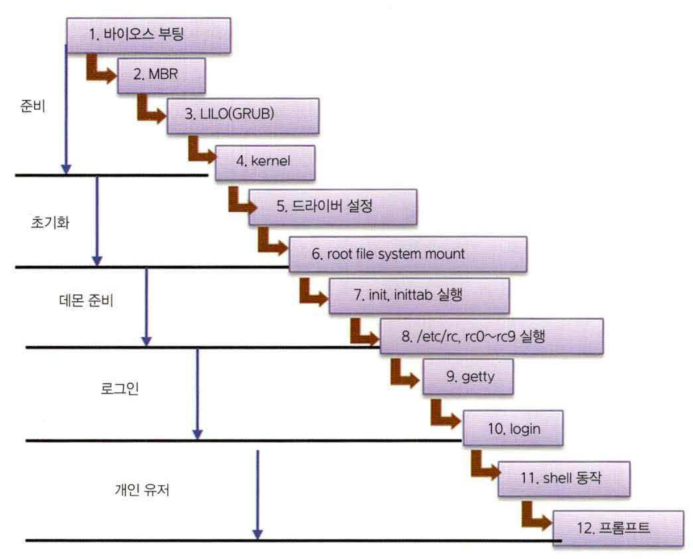 1. 바이오스 부팅
2. MBR
준비
3. LILO(GRUB)
4. kernel
5. 드라이버 설정
초기화
6. root file system mount
7. init, inittab 실행
데몬 준비
8. /etc/rc, rc0~rc9 실행
9. getty
로그인
10. login
11. shell 동작
개인 유저
12. 프롬프트